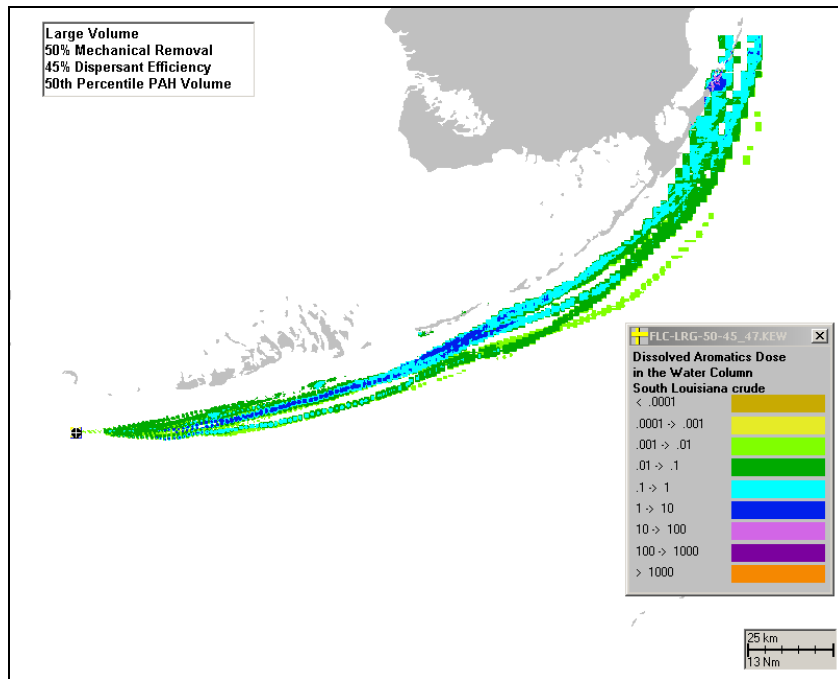 Large Volume
50% Mechanical Removal
45% Dispersant Efficiency
50th Percentile PAH Volume
FLC-LRG-50-45_47.KEW
Dissolved Aromatics Dose
in the Water Column
South Louisiana crude
< .0001
.0001 -> .001
.001 -> .01
.01 -> .1
.1 -> 1
1 -> 10
10 -> 100
100 -> 1000
> 1000
25 km
13 Nm